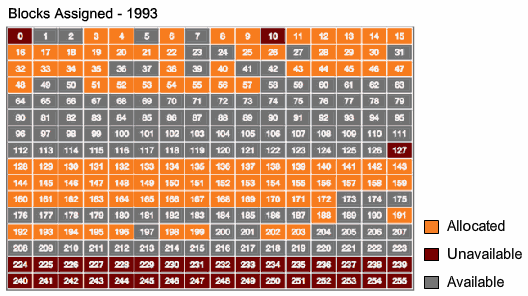 Blocks Assigned - 1993
0 1 2 3 4 5 6 7 8 9 10 11 12 13 14 15
16 17 18 19 20 21 22 23 24 25 26 27 28 29 30 31
32 33 34 35 36 37 38 39 40 41 42 43 44 45 46 47
48 49 50 51 52 53 54 55 56 57 58 59 60 61 62 63
64 65 66 67 68 69 70 71 72 73 74 75 76 77 78 79
80 81 82 83 84 85 86 87 88 89 90 91 92 93 94 95
96 97 98 99 100 101 102 103 104 105 106 107 108 109 110 111
112 113 114 115 116 117 118 119 120 121 122 123 124 125 126 127
128 129 130 131 132 133 134 135 136 137 138 139 140 141 142 143
144 145 146 147 148 149 150 151 152 153 154 155 156 157 158 159
160 161 162 163 164 165 166 167 168 169 170 171 172 173 174 175
176 177 178 179 180 181 182 183 184 185 186 187 188 189 190 191
192 193 194 195 196 197 198 199 200 201 202 203 204 205 206 207
208 209 210 211 212 213 214 215 216 217 218 219 220 221 222 223
224 225 226 227 228 229 230 231 232 233 234 235 236 237 238 239
240 241 242 243 244 245 246 247 248 249 250 251 252 253 254 255
Allocated
Unavailable
Available